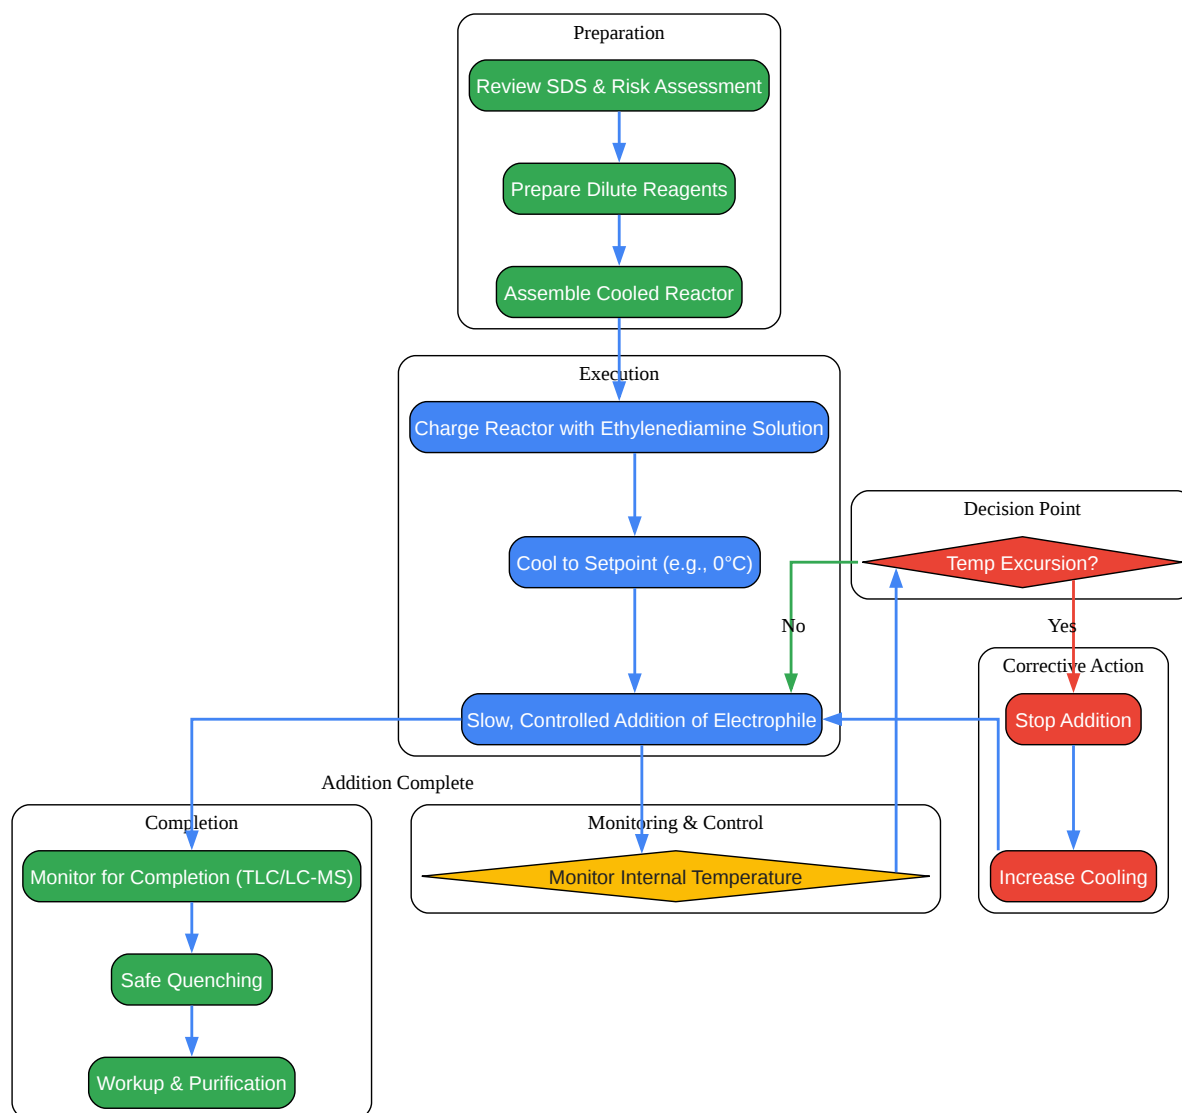 Preparation
Review SDS & Risk Assessment
Prepare Dilute Reagents
Assemble Cooled Reactor
Execution
Charge Reactor with Ethylenediamine Solution
Cool to Setpoint (e.g., 0°C)
Slow, Controlled Addition of Electrophile
Decision Point
Temp Excursion?
No
Yes
Corrective Action
Stop Addition
Increase Cooling
Addition Complete
Monitoring & Control
Monitor Internal Temperature
Completion
Monitor for Completion (TLC/LC-MS)
Safe Quenching
Workup & Purification